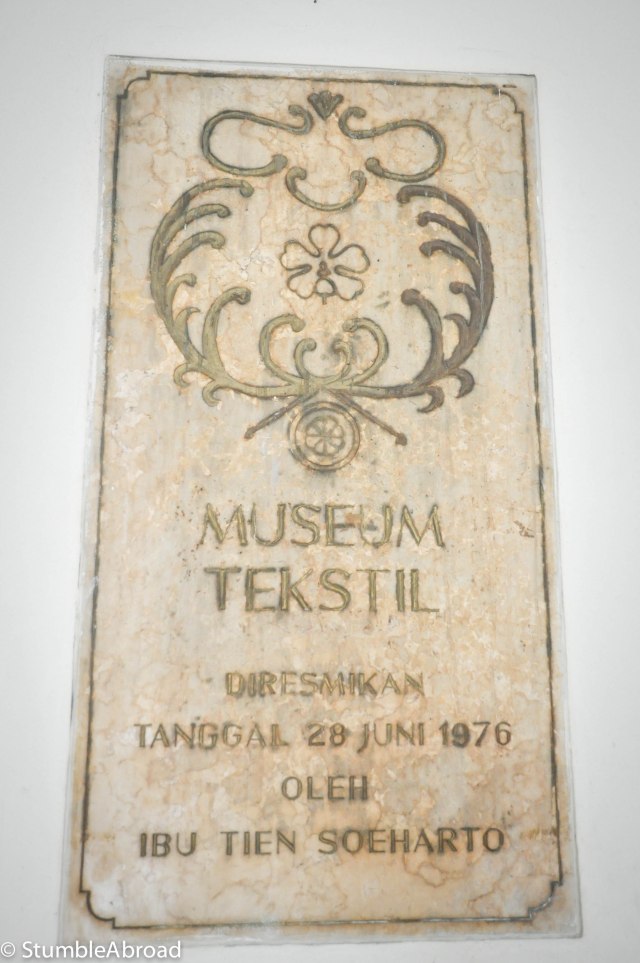 MUSEUM
TEKSTIL
DIRESMIKAN
TANGGAL 28 JUNI 1976
OLEH
IBU TIEN SOEHARTO
© StumbleAbroad